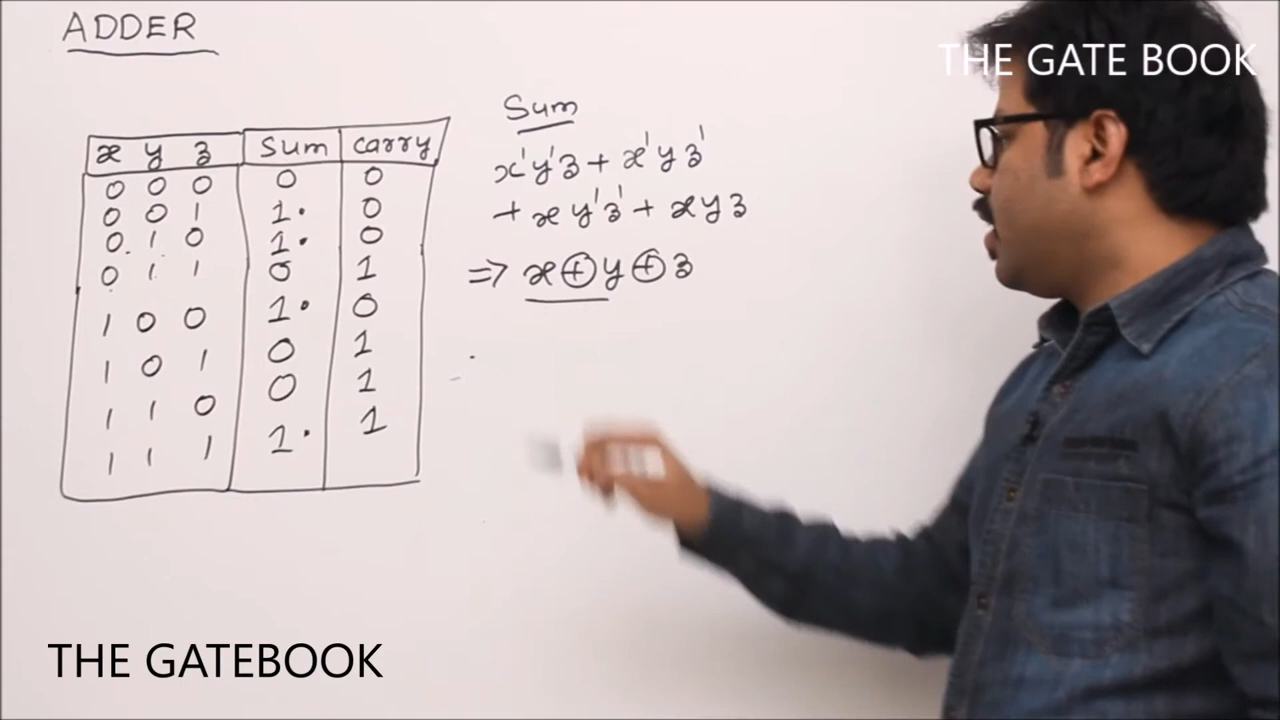 ADDER
THE GATE BOOK
x y z sum carry
0 0 0 0 0
0 0 1 1. 0
0 1 0 1. 0
0 1 1 0 1
1 0 0 1. 0
1 0 1 0 1
1 1 0 0 1
1 1 1 1. 1
Sum
x'y'z + x'yz'
+ xy'z' + xyz
=> x⊕y⊕z
THE GATEBOOK